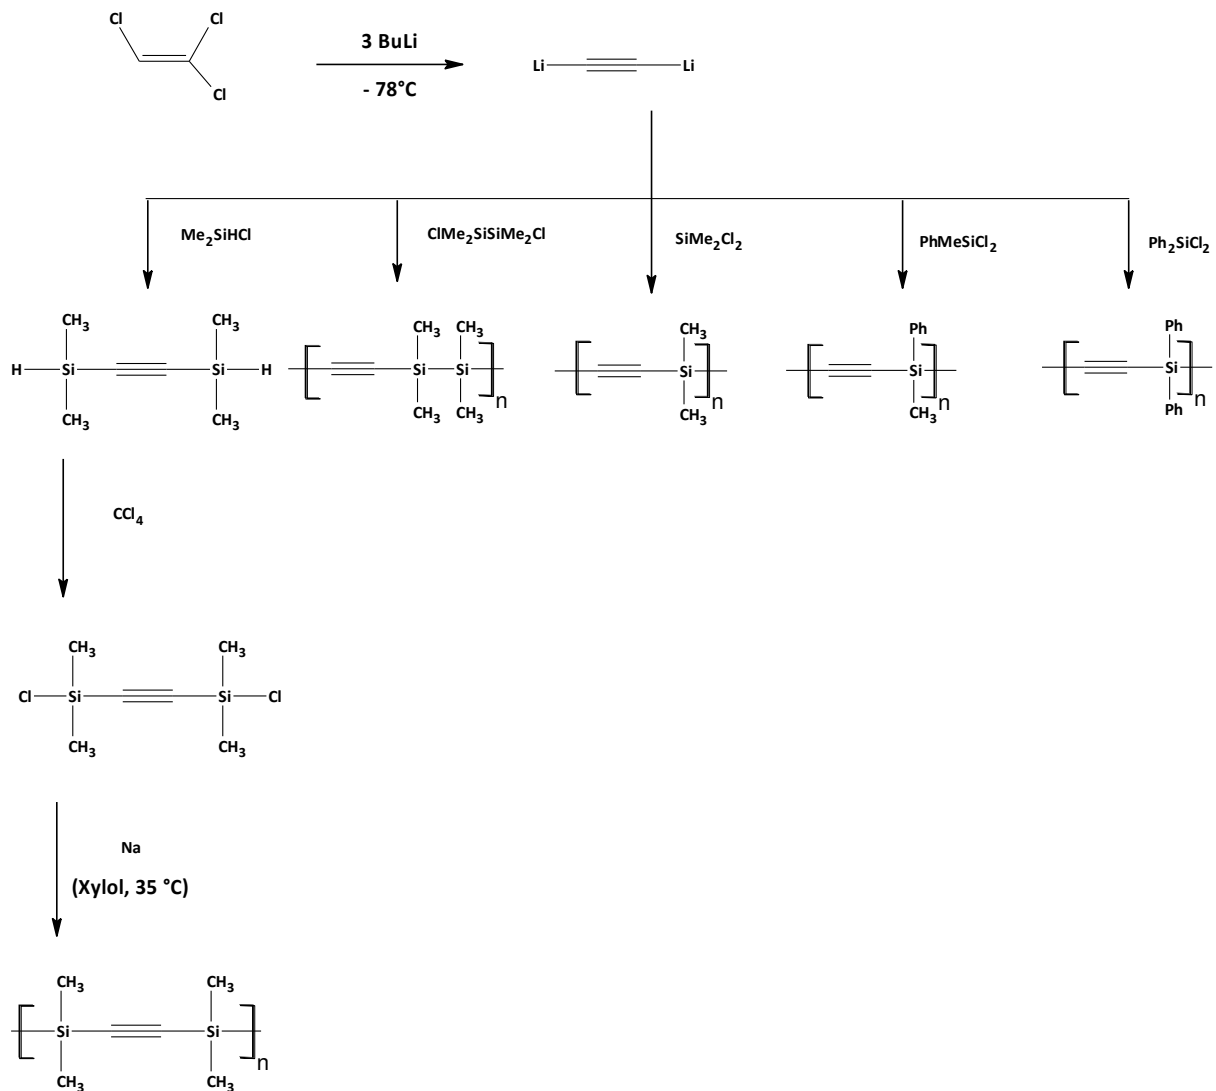 Cl
Cl
Cl
3 BuLi
- 78°C
Li Li
Me2SiHCl
ClMe2SiSiMe2Cl
SiMe2Cl2
PhMeSiCl2
Ph2SiCl2
CH3 CH3 CH3 CH3 CH3 Ph Ph
H Si Si H Si Si Si Si Si
CH3 CH3 CH3 CH3 CH3 CH3 Ph
n n n n
CCl4
CH3 CH3
Cl Si Si Cl
CH3 CH3
Na
(Xylol, 35 °C)
CH3 CH3
Si Si
n
CH3 CH3